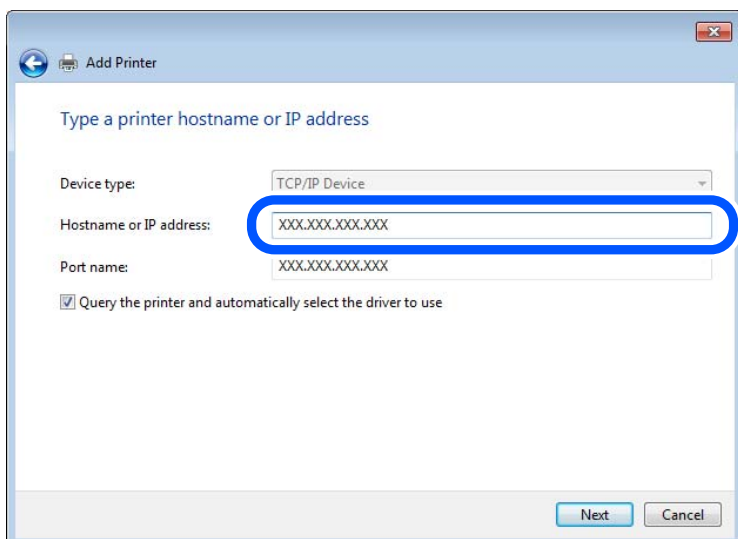 Add Printer
Type a printer hostname or IP address
Device type: TCP/IP Device
Hostname or IP address: XXX.XXX.XXX.XXX
Port name: XXX.XXX.XXX.XXX
Query the printer and automatically select the driver to use
Next Cancel